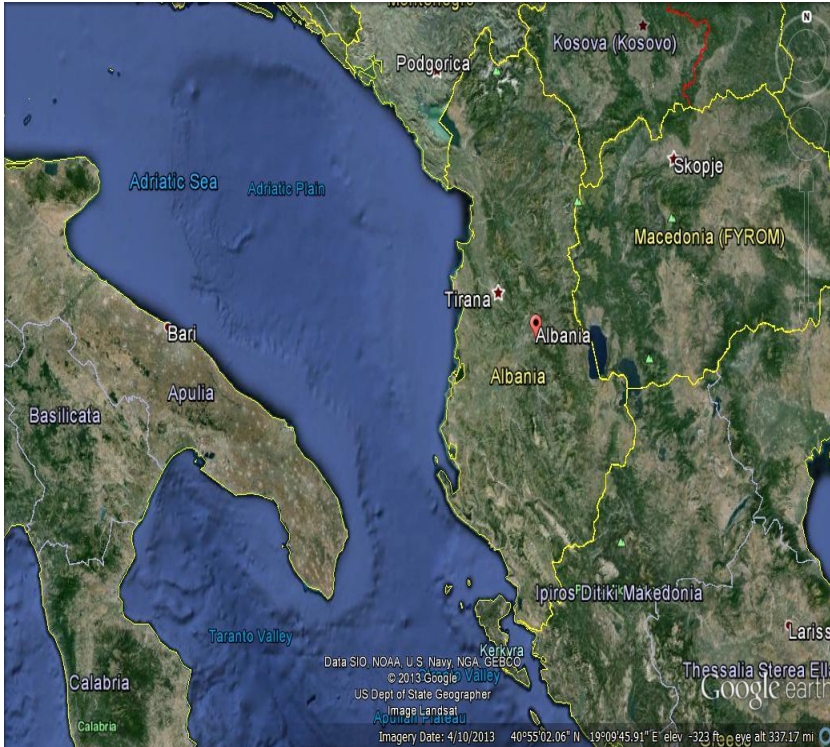 Montenegro
N
Kosova (Kosovo)
Podgorica
Skopje
Adriatic Sea
Adriatic Plain
Macedonia (FYROM)
Tirana
Bari
Albania
Albania
Apulia
Basilicata
Ipiros Ditiki Makedonia
Lariss
Taranto Valley
Kerkyra
Data SIO, NOAA, U.S. Navy, NGA, GEBCO
Thessalia Sterea Ell
© 2013 Google
Valley
Calabria
US Dept of State Geographer
Google earth
Image Landsat
Apulian Plateau
Calabria
Imagery Date: 4/10/2013 40°55'02.06" N 19°09'45.91" E elev -323 ft eye alt 337.17 mi